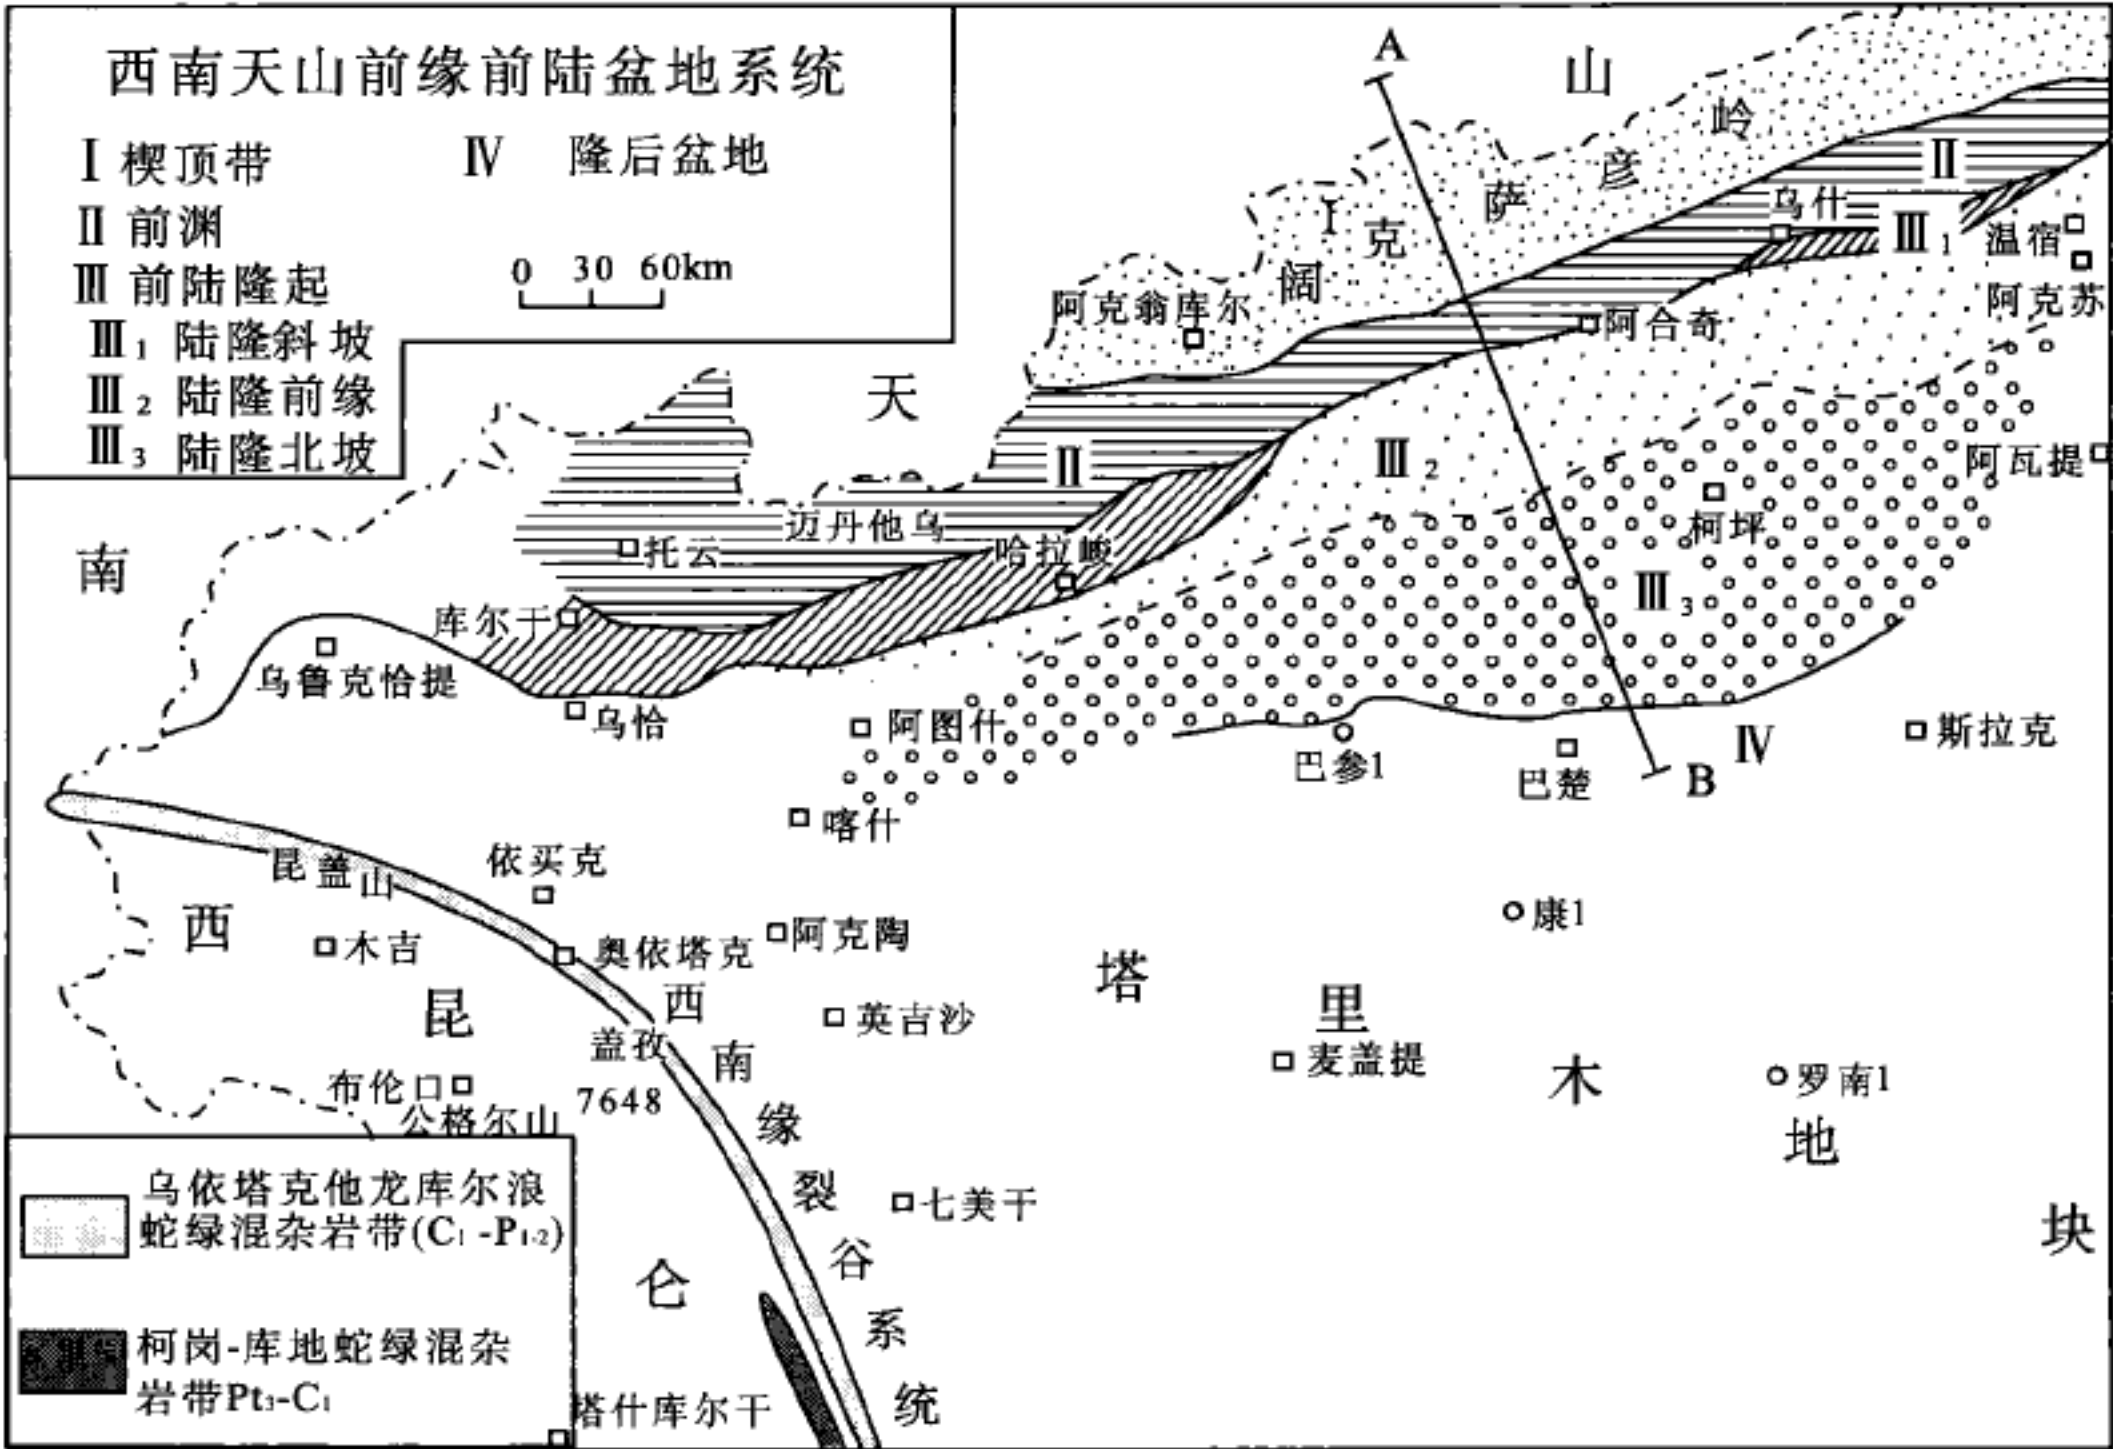 西南天山前缘前陆盆地系统
Ⅰ 楔顶带
Ⅳ 隆后盆地
Ⅱ 前渊
Ⅲ 前陆隆起
0 30 60km
Ⅲ1 陆隆斜坡
Ⅲ2 陆隆前缘
Ⅲ3 陆隆北坡
A
山
岭
彦
萨
克
阔
Ⅰ
Ⅱ
乌什
Ⅲ1
温宿
阿克苏
阿克翁库尔
阿合奇
天
Ⅱ
Ⅲ2
阿瓦提
柯坪
迈丹他乌
托云
哈拉峻
南
Ⅲ3
库尔干
乌鲁克恰提
乌恰
阿图什
巴参1
巴楚
B
Ⅳ
斯拉克
喀什
昆盖山
依买克
西
木吉
奥依塔克
阿克陶
康1
塔
里
木
地
块
昆
仑
西
南
缘
裂
谷
系
统
英吉沙
盖孜
7648
麦盖提
罗南1
布伦口
公格尔山
七美干
乌依塔克他龙库尔浪
蛇绿混杂岩带(C1-P1-2)
柯岗-库地蛇绿混杂
岩带Pt3-C1
塔什库尔干